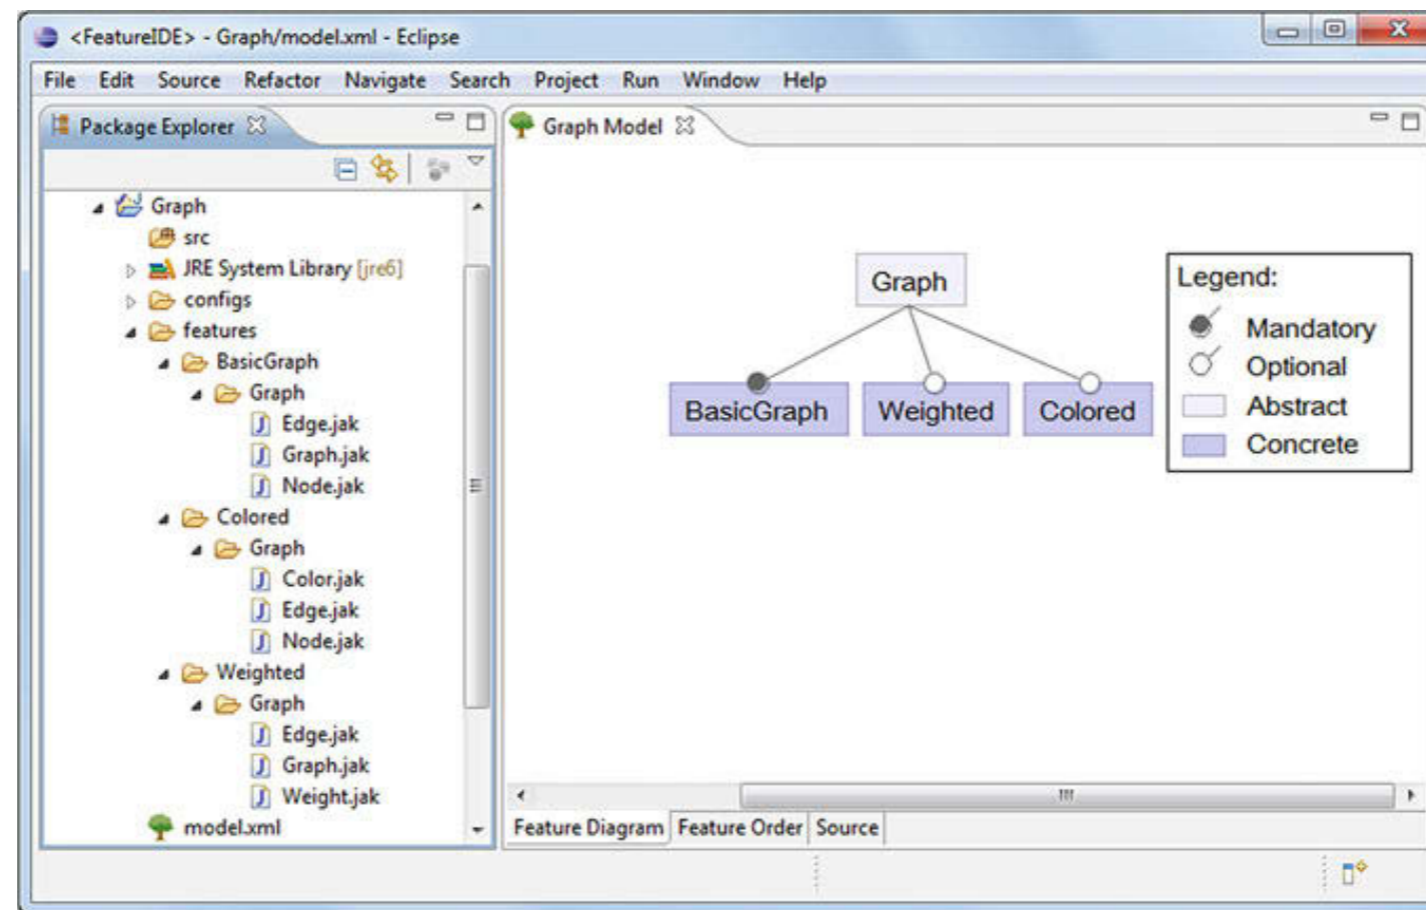 <FeatureIDE> - Graph/model.xml - Eclipse
File Edit Source Refactor Navigate Search Project Run Window Help
Package Explorer
Graph
src
JRE System Library [jre6]
configs
features
BasicGraph
Graph
Edge.jak
Graph.jak
Node.jak
Colored
Graph
Color.jak
Edge.jak
Node.jak
Weighted
Graph
Edge.jak
Graph.jak
Weight.jak
model.xml
Graph Model
Graph
BasicGraph Weighted Colored
Legend:
Mandatory
Optional
Abstract
Concrete
Feature Diagram Feature Order Source